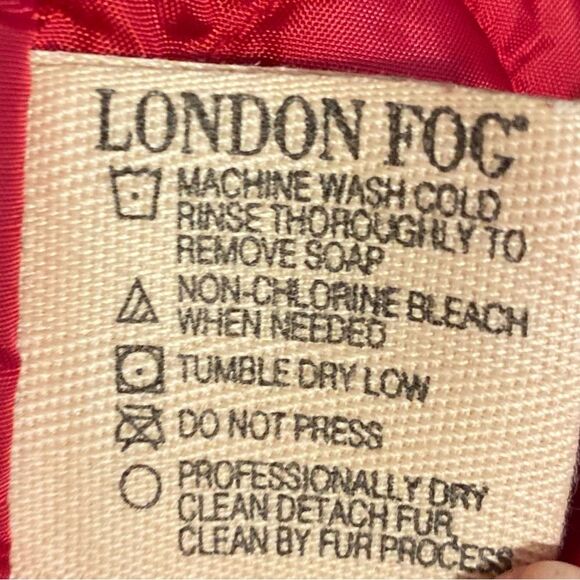 LONDON FOG®
MACHINE WASH COLD
RINSE THOROUGHLY TO
REMOVE SOAP
NON-CHLORINE BLEACH
WHEN NEEDED
TUMBLE DRY LOW
DO NOT PRESS
PROFESSIONALLY DRY
CLEAN DETACH FUR,
CLEAN BY FUR PROCESS